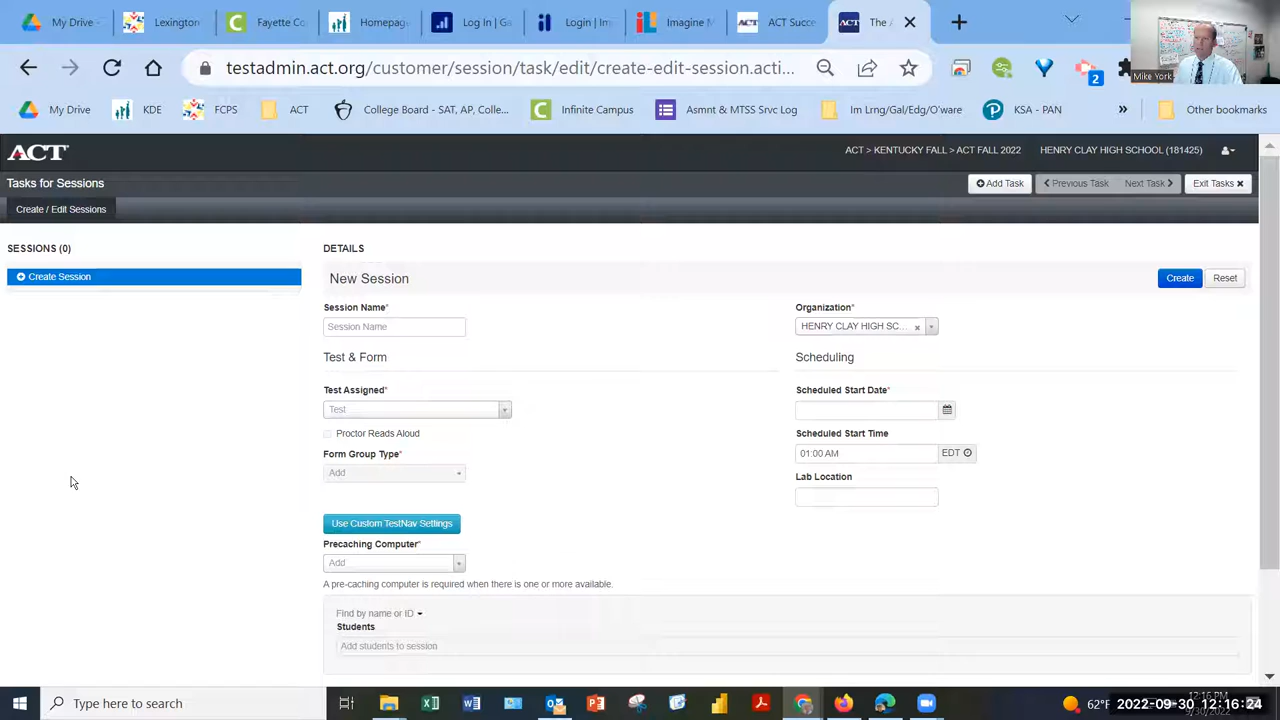 My Drive -
Lexington
Fayette Co
Homepag
Log In | Ga
Login | Im
Imagine M
ACT Succe
The A
Mike York
testadmin.act.org/customer/session/task/edit/create-edit-session.acti...
2
My Drive
KDE
FCPS
ACT
College Board - SAT, AP, Colle...
Infinite Campus
Asmnt & MTSS Srvc Log
Im Lrng/Gal/Edg/O'ware
KSA - PAN
»
Other bookmarks
ACT
ACT > KENTUCKY FALL > ACT FALL 2022
HENRY CLAY HIGH SCHOOL (181425)
Tasks for Sessions
Add Task
Previous Task
Next Task
Exit Tasks
Create / Edit Sessions
SESSIONS (0)
DETAILS
Create Session
New Session
Create
Reset
Session Name*
Organization*
Session Name
HENRY CLAY HIGH SC...
Test & Form
Scheduling
Test Assigned*
Scheduled Start Date*
Test
Proctor Reads Aloud
Scheduled Start Time
Form Group Type*
01:00 AM
EDT
Add
Lab Location
Use Custom TestNav Settings
Precaching Computer*
Add
A pre-caching computer is required when there is one or more available.
Find by name or ID
Students
Add students to session
Type here to search
62°F
2022-09-30 12:16:24
12:16 PM